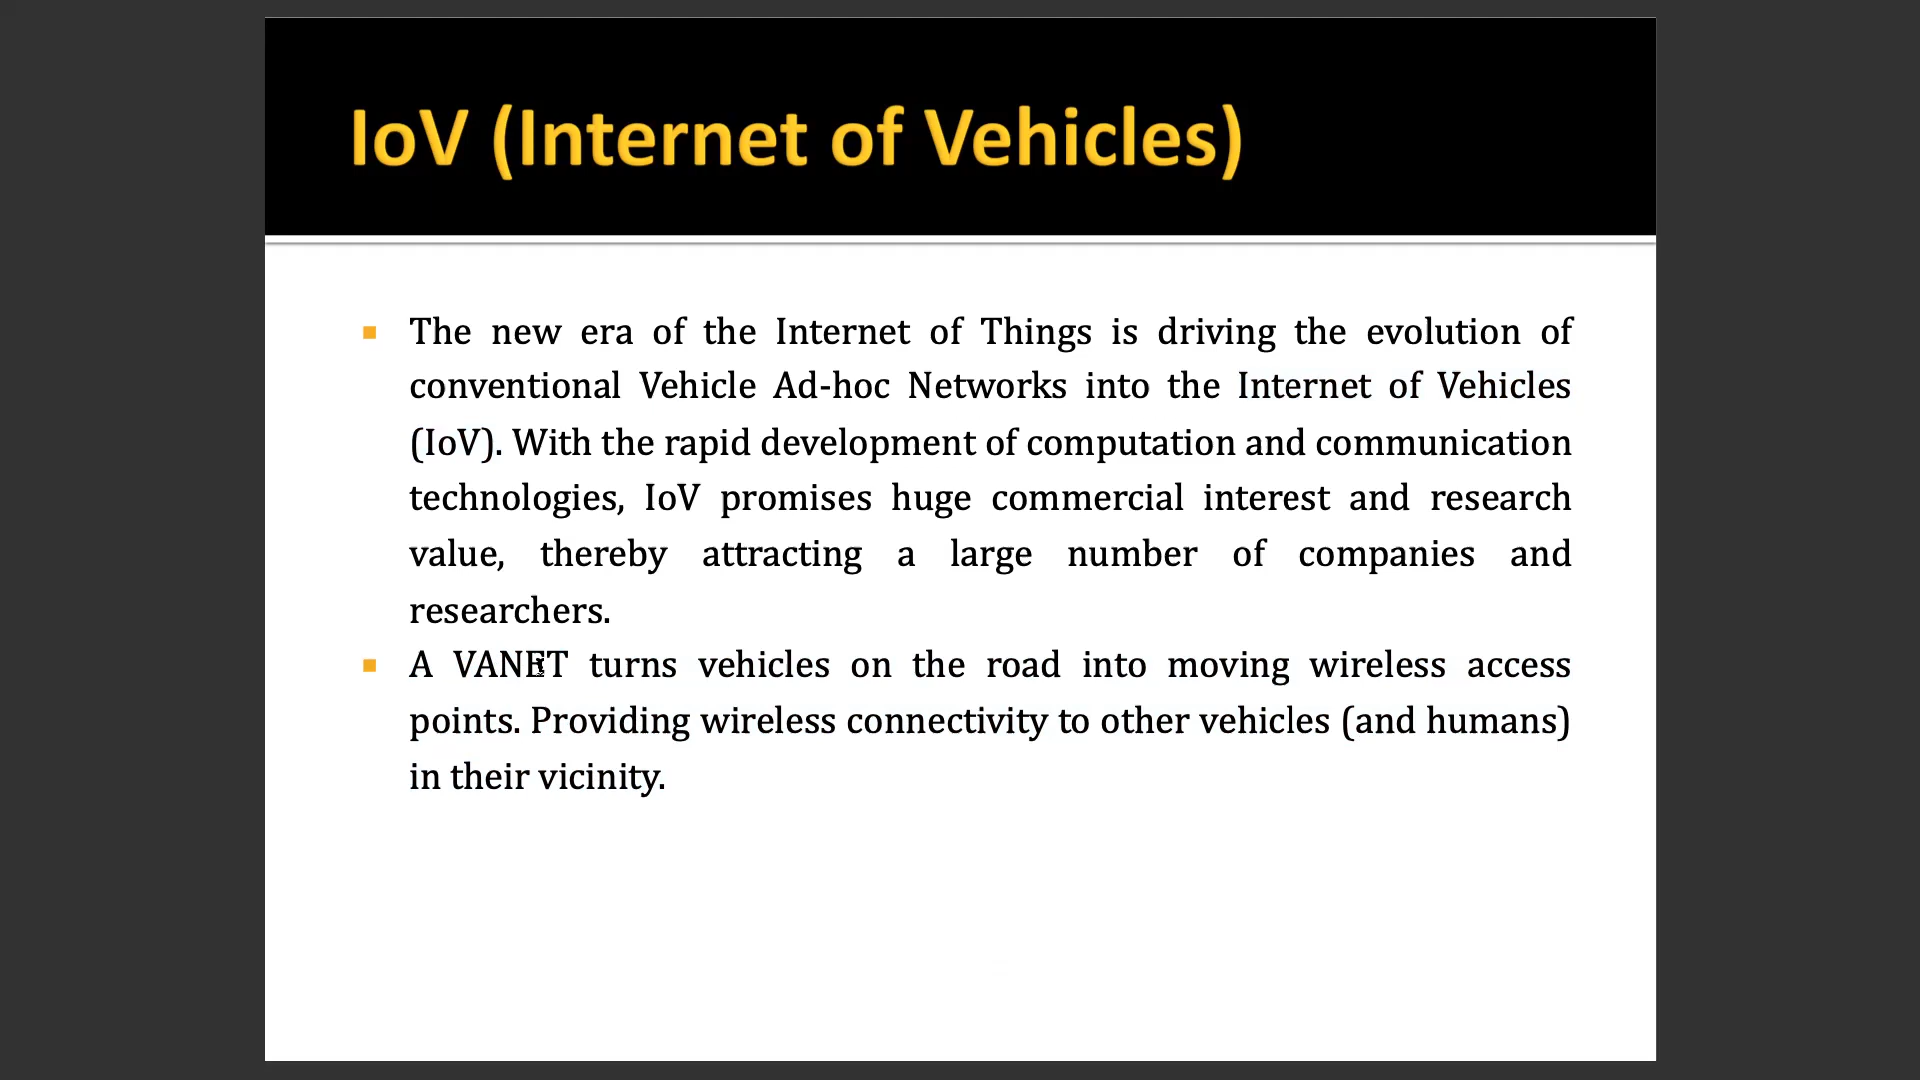 IoV (Internet of Vehicles)
The new era of the Internet of Things is driving the evolution of
conventional Vehicle Ad-hoc Networks into the Internet of Vehicles
(IoV). With the rapid development of computation and communication
technologies, IoV promises huge commercial interest and research
value, thereby attracting a large number of companies and
researchers.
A VANET turns vehicles on the road into moving wireless access
points. Providing wireless connectivity to other vehicles (and humans)
in their vicinity.